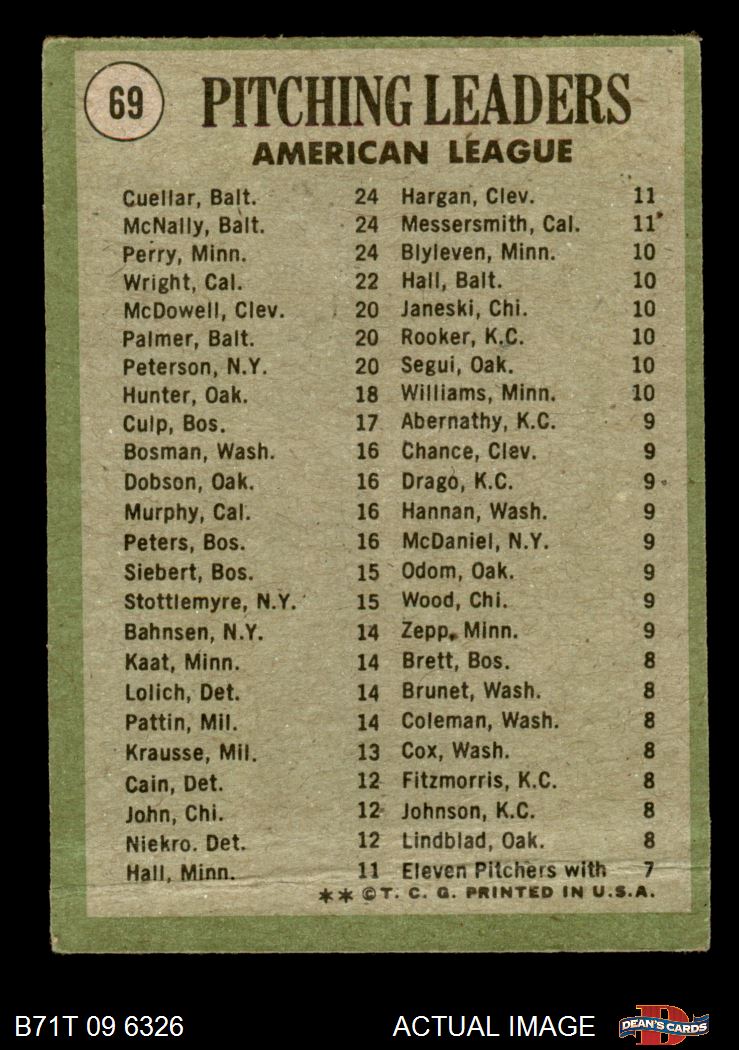 69
PITCHING LEADERS
AMERICAN LEAGUE
Cuellar, Balt. 24
McNally, Balt. 24
Perry, Minn. 24
Wright, Cal. 22
McDowell, Clev. 20
Palmer, Balt. 20
Peterson, N.Y. 20
Hunter, Oak. 18
Culp, Bos. 17
Bosman, Wash. 16
Dobson, Oak. 16
Murphy, Cal. 16
Peters, Bos. 16
Siebert, Bos. 15
Stottlemyre, N.Y. 15
Bahnsen, N.Y. 14
Kaat, Minn. 14
Lolich, Det. 14
Pattin, Mil. 14
Krausse, Mil. 13
Cain, Det. 12
John, Chi. 12
Niekro. Det. 12
Hall, Minn. 11
Hargan, Clev. 11
Messersmith, Cal. 11
Blyleven, Minn. 10
Hall, Balt. 10
Janeski, Chi. 10
Rooker, K.C. 10
Segui, Oak. 10
Williams, Minn. 10
Abernathy, K.C. 9
Chance, Clev. 9
Drago, K.C. 9
Hannan, Wash. 9
McDaniel, N.Y. 9
Odom, Oak. 9
Wood, Chi. 9
Zepp, Minn. 9
Brett, Bos. 8
Brunet, Wash. 8
Coleman, Wash. 8
Cox, Wash. 8
Fitzmorris, K.C. 8
Johnson, K.C. 8
Lindblad, Oak. 8
Eleven Pitchers with 7
** © T. C. G. PRINTED IN U.S.A.
B71T 09 6326
ACTUAL IMAGE
D
DEAN'S CARDS